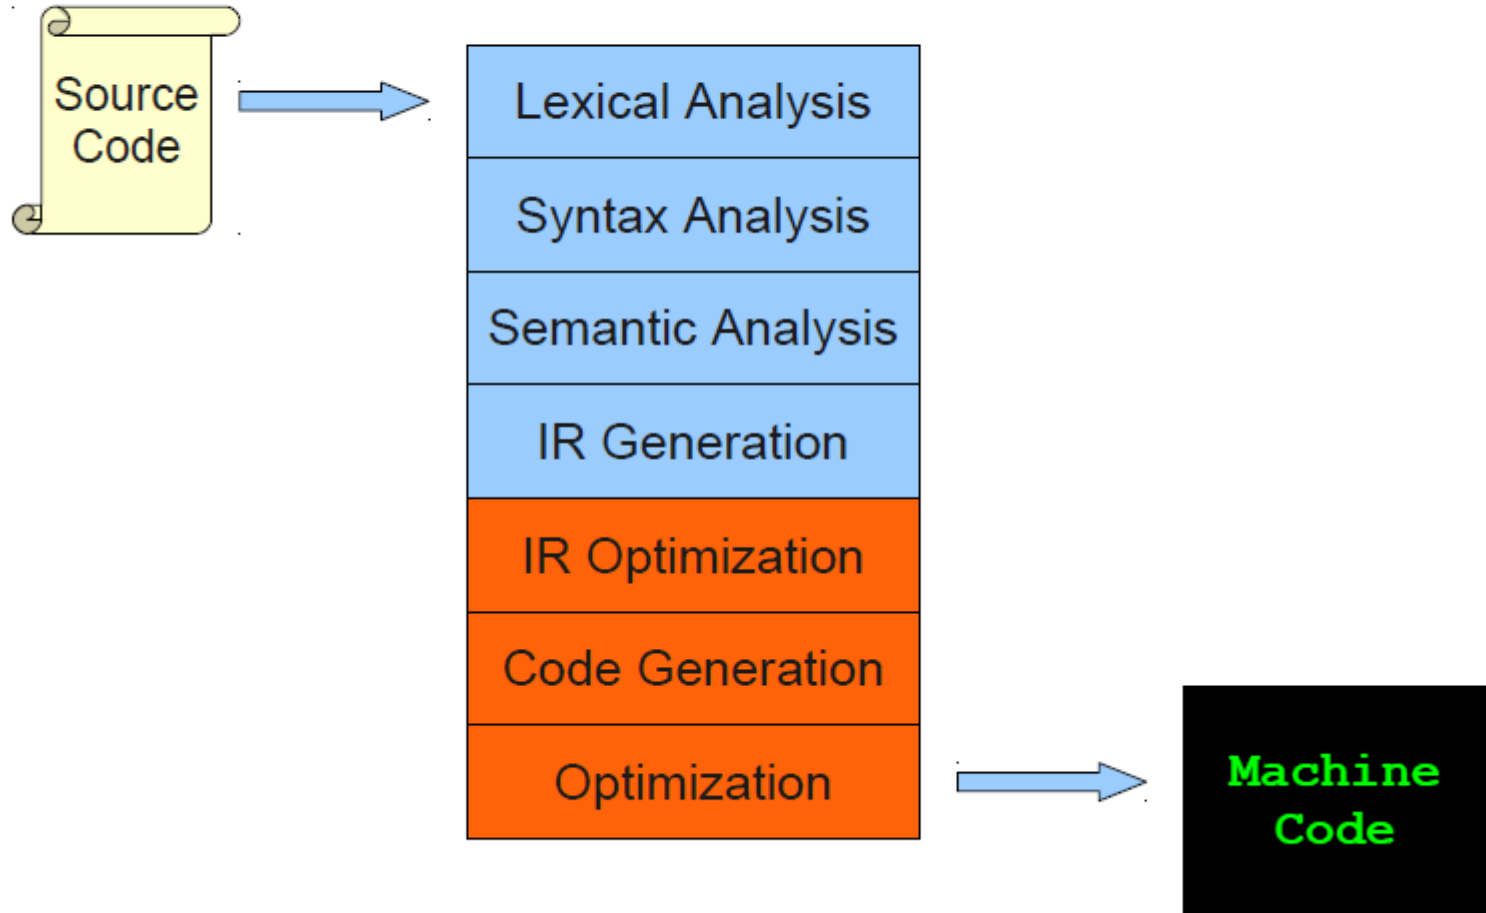 Source
Code
Lexical Analysis
Syntax Analysis
Semantic Analysis
IR Generation
IR Optimization
Code Generation
Optimization
Machine
Code